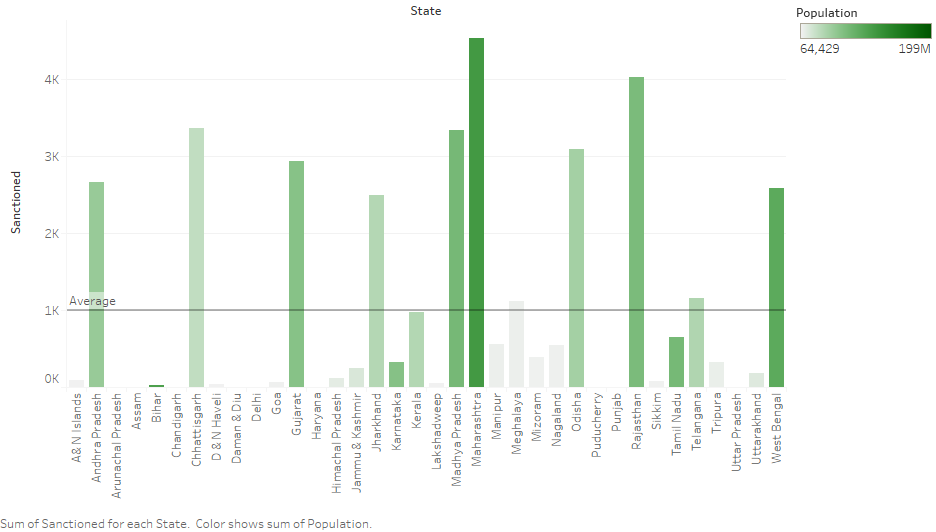 State
Population
64,429 199M
4K
3K
2K
1K
0K
Sanctioned
Average
A& N Islands
Andhra Pradesh
Arunachal Pradesh
Assam
Bihar
Chandigarh
Chhattisgarh
D & N Haveli
Daman & Diu
Delhi
Goa
Gujarat
Haryana
Himachal Pradesh
Jammu & Kashmir
Jharkhand
Karnataka
Kerala
Lakshadweep
Madhya Pradesh
Maharashtra
Manipur
Meghalaya
Mizoram
Nagaland
Odisha
Puducherry
Punjab
Rajasthan
Sikkim
Tamil Nadu
Telangana
Tripura
Uttar Pradesh
Uttarakhand
West Bengal
Sum of Sanctioned for each State. Color shows sum of Population.